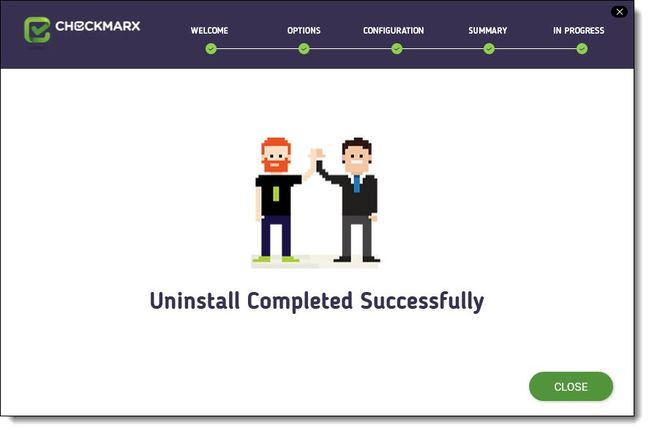 CHECKMARX
WELCOME
OPTIONS
CONFIGURATION
SUMMARY
IN PROGRESS
Uninstall Completed Successfully
CLOSE